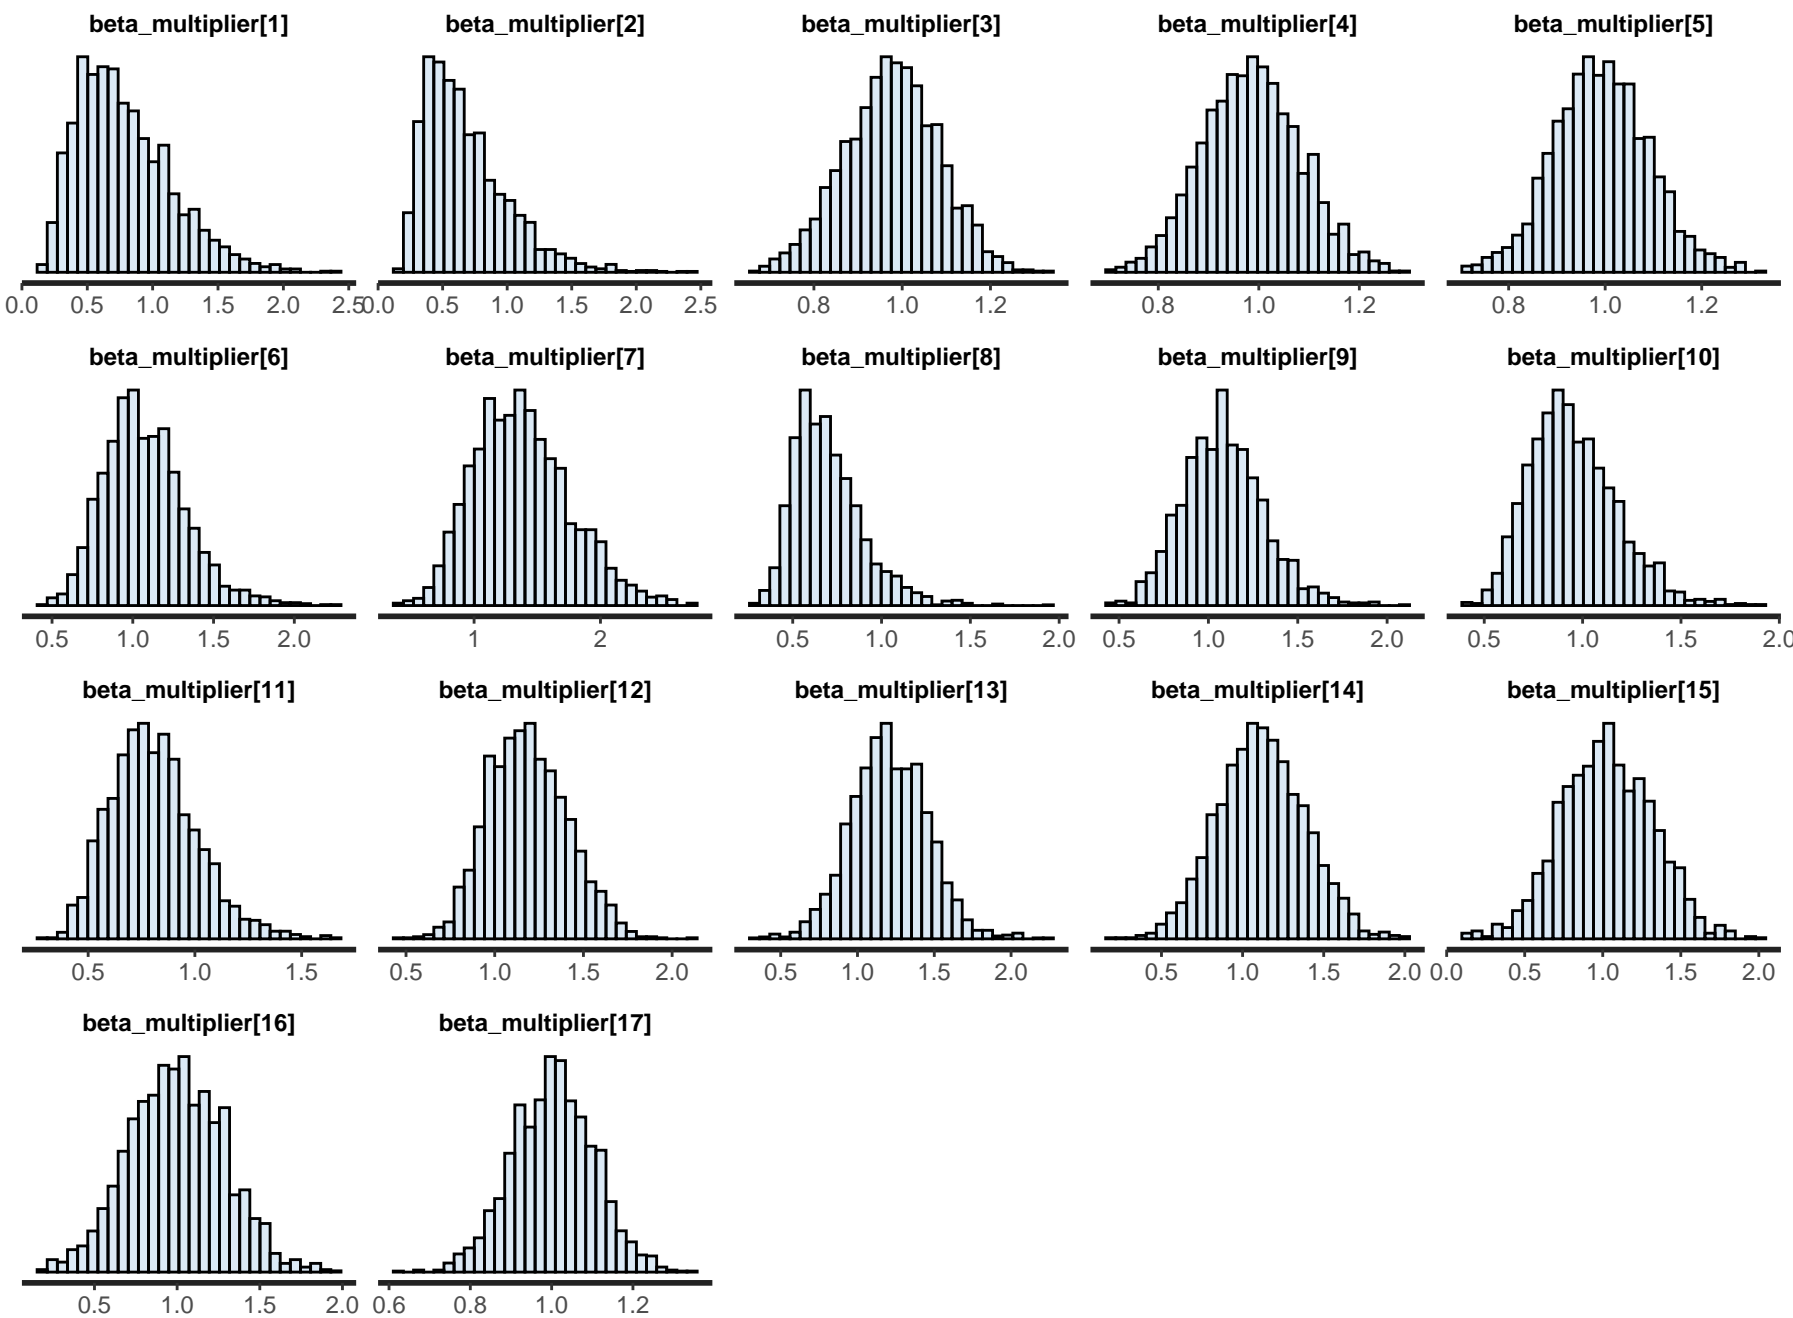 beta_multiplier[1] beta_multiplier[2] beta_multiplier[3] beta_multiplier[4] beta_multiplier[5]
0.0 0.5 1.0 1.5 2.0 2.5 0.0 0.5 1.0 1.5 2.0 2.5 0.8 1.0 1.2 0.8 1.0 1.2 0.8 1.0 1.2
beta_multiplier[6] beta_multiplier[7] beta_multiplier[8] beta_multiplier[9] beta_multiplier[10]
0.5 1.0 1.5 2.0 1 2 0.5 1.0 1.5 2.0 0.5 1.0 1.5 2.0 0.5 1.0 1.5 2.0
beta_multiplier[11] beta_multiplier[12] beta_multiplier[13] beta_multiplier[14] beta_multiplier[15]
0.5 1.0 1.5 0.5 1.0 1.5 2.0 0.5 1.0 1.5 2.0 0.5 1.0 1.5 2.0 0.0 0.5 1.0 1.5 2.0
beta_multiplier[16] beta_multiplier[17]
0.5 1.0 1.5 2.0 0.6 0.8 1.0 1.2